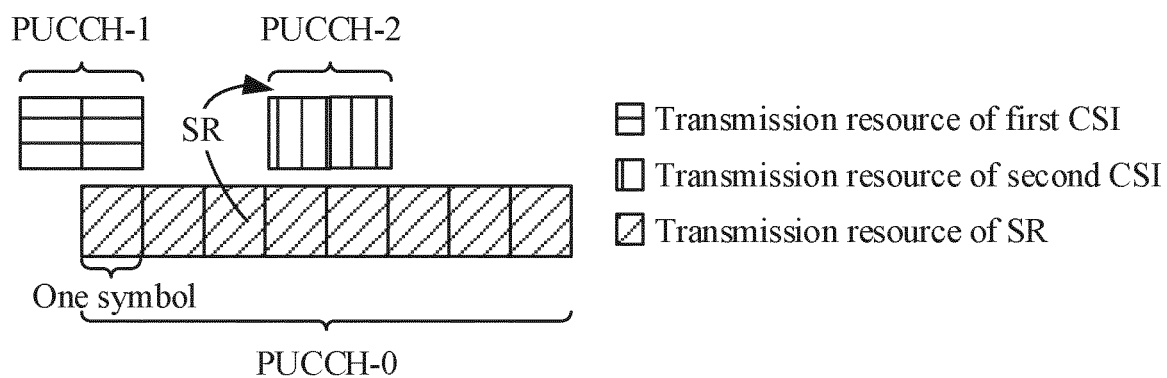 PUCCH-1
PUCCH-2
SR
Transmission resource of first CSI
Transmission resource of second CSI
Transmission resource of SR
One symbol
PUCCH-0